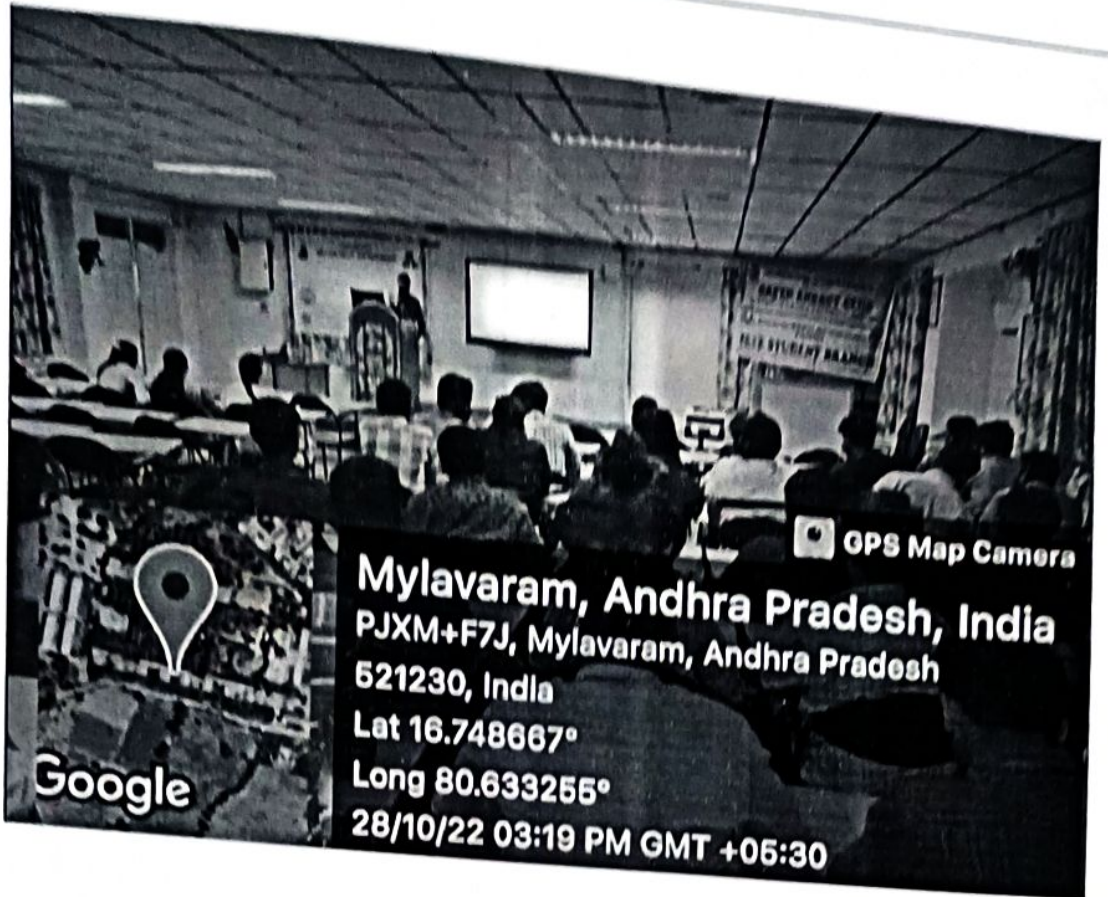 GPS Map Camera
Mylavaram, Andhra Pradesh, India
PJXM+F7J, Mylavaram, Andhra Pradesh
521230, India
Lat 16.748667°
Long 80.633255°
28/10/22 03:19 PM GMT +05:30
Google